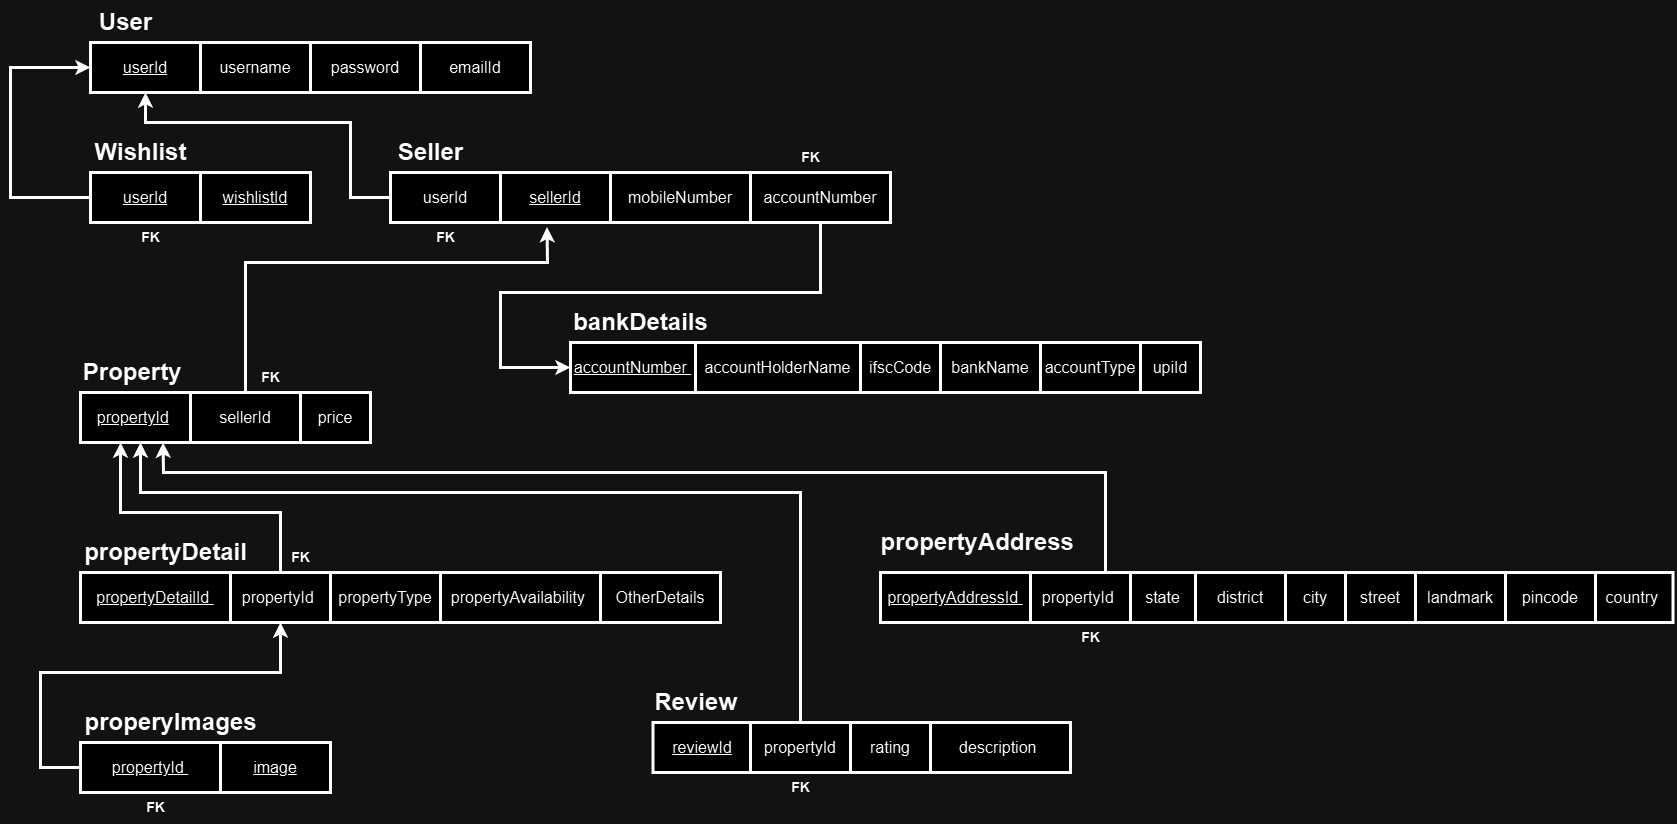 User
userId username password emailId
Wishlist
userId wishlistId
FK
Seller
FK
userId sellerId mobileNumber accountNumber
FK
bankDetails
accountNumber accountHolderName ifscCode bankName accountType upiId
Property
FK
propertyId sellerId price
propertyDetail
FK
propertyDetailId propertyId propertyType propertyAvailability OtherDetails
propertyAddress
propertyAddressId propertyId state district city street landmark pincode country
FK
properyImages
propertyId image
FK
Review
reviewId propertyId rating description
FK